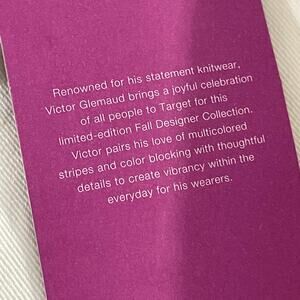 Renowned for his statement knitwear,
Victor Glemaud brings a joyful celebration
of all people to Target for this
limited-edition Fall Designer Collection.
Victor pairs his love of multicolored
stripes and color blocking with thoughtful
details to create vibrancy within the
everyday for his wearers.